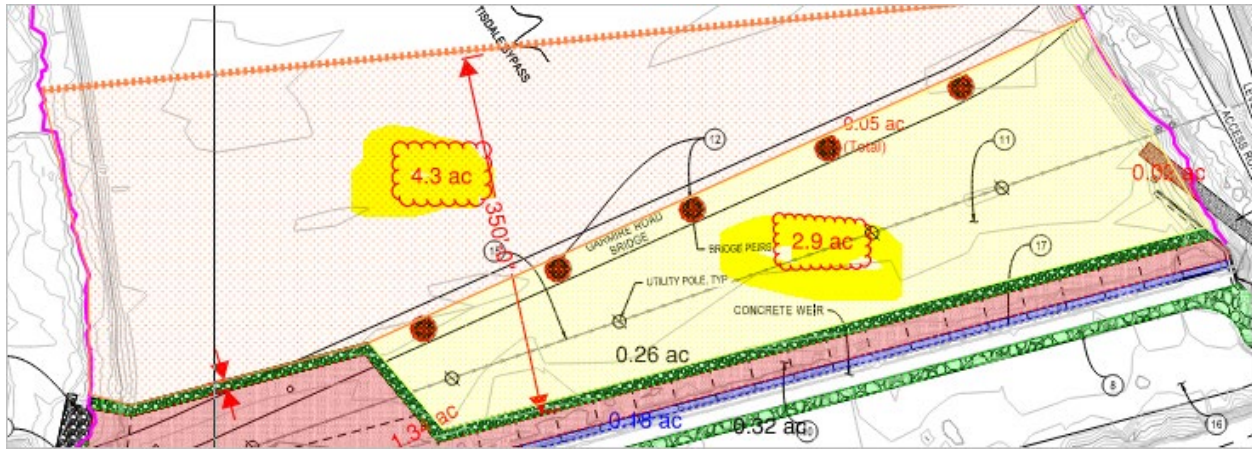 TISDALE BYPASS
4.3 ac
350'
12
0.05 ac
(Total)
11
ACCESS
GARMIRE ROAD
BRIDGE
BRIDGE PEIRS
2.9 ac
17
UTILITY POLE, TYP
CONCRETE WEIR
0.26 ac
8
0.18 ac
0.32 ac
16